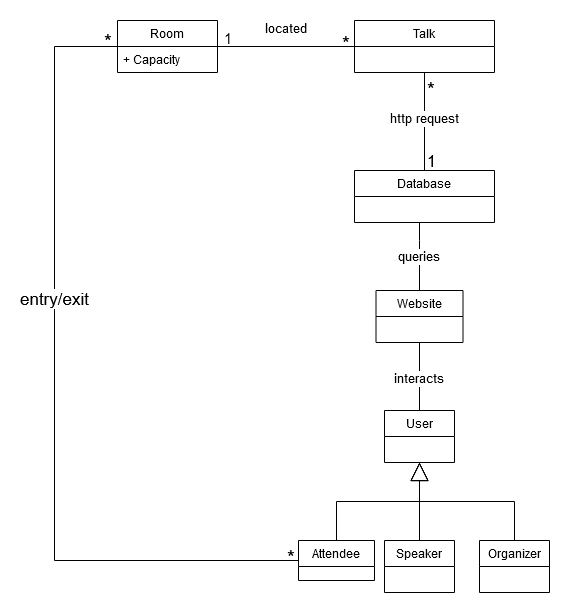 Room
+ Capacity
*
1
located
*
Talk
*
http request
1
Database
queries
Website
entry/exit
interacts
User
*
Attendee
Speaker
Organizer